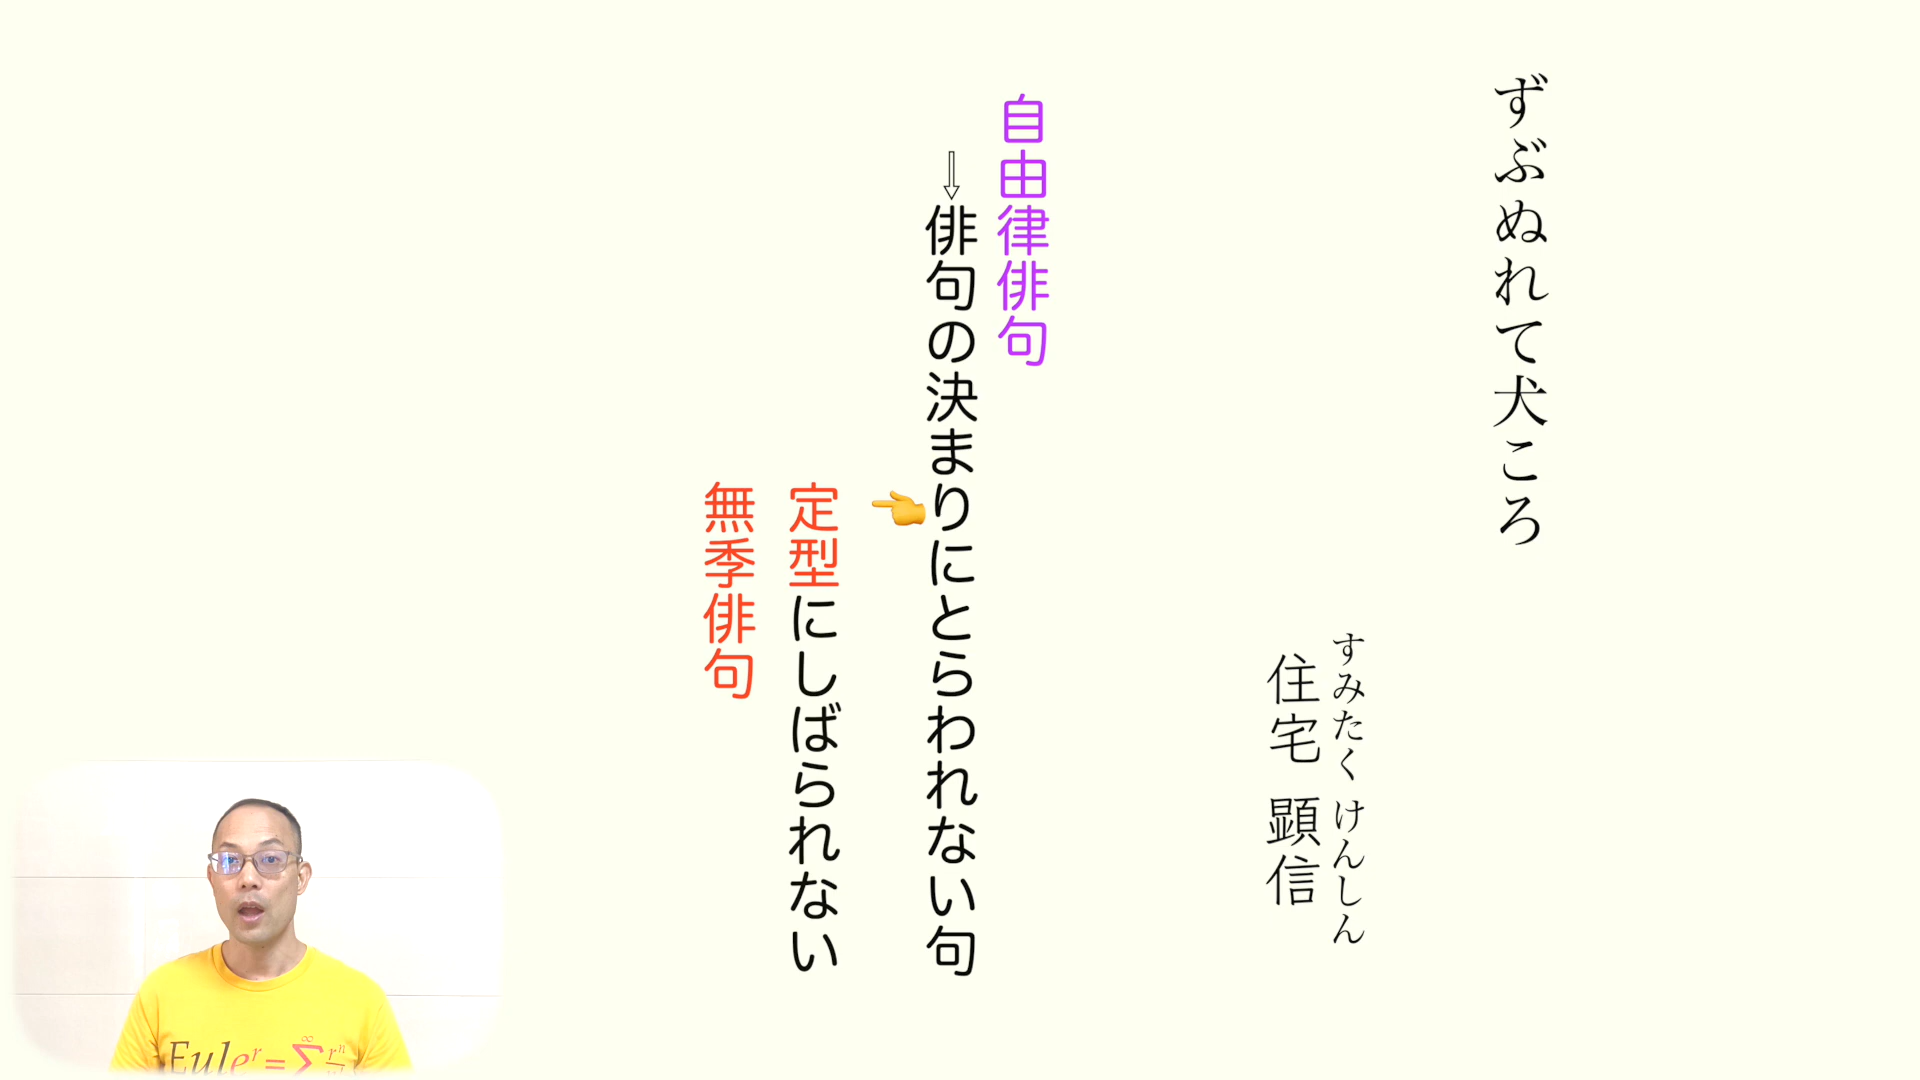 ずぶぬれて犬ころ
すみたく けんしん
住宅 顕信
自由律俳句
⇩俳句の決まりにとらわれない句
定型にしばられない
無季俳句
Euleʳ=∑ ∞ rⁿ